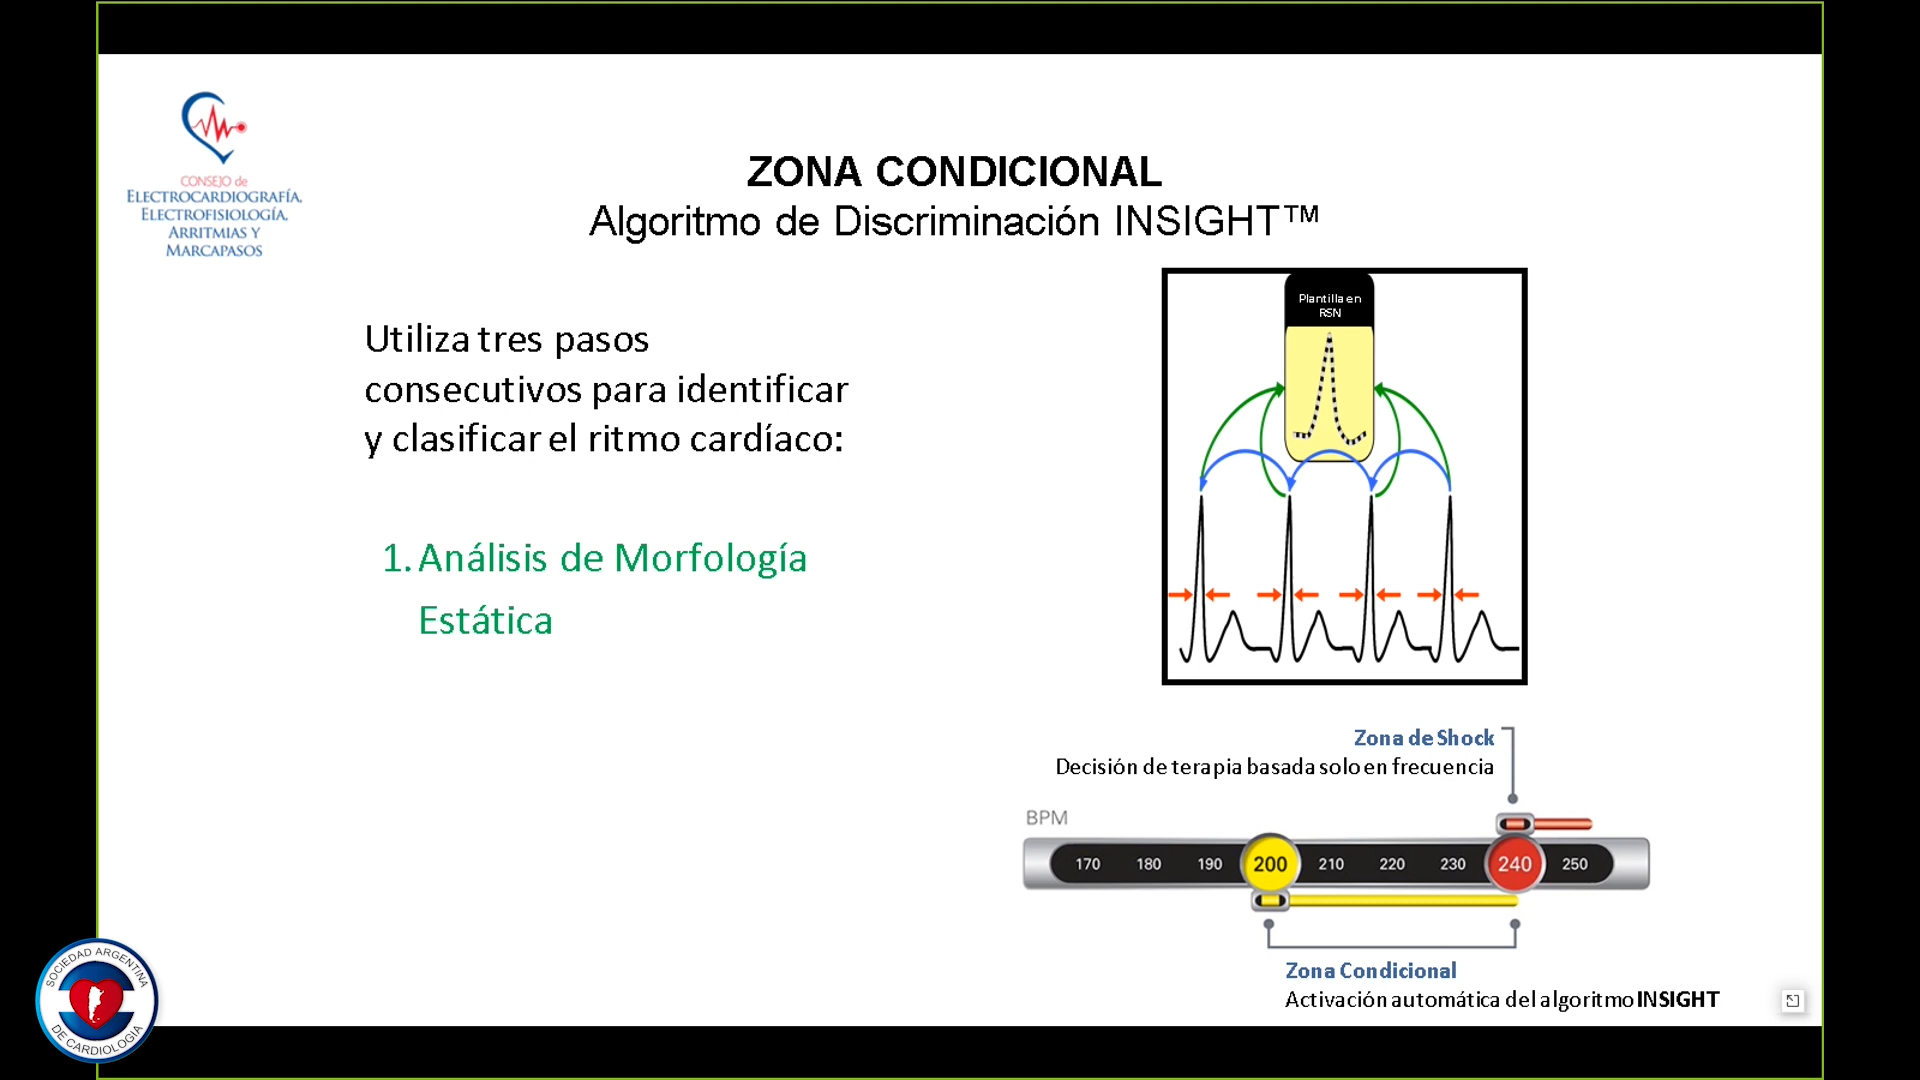 CONSEJO de
ELECTROCARDIOGRAFÍA,
ELECTROFISIOLOGÍA,
ARRITMIAS Y
MARCAPASOS
ZONA CONDICIONAL
Algoritmo de Discriminación INSIGHT™
Utiliza tres pasos
consecutivos para identificar
y clasificar el ritmo cardíaco:
1. Análisis de Morfología
Estática
Plantilla en
RSN
Zona de Shock
Decisión de terapia basada solo en frecuencia
BPM
170 180 190 200 210 220 230 240 250
Zona Condicional
Activación automática del algoritmo INSIGHT
SOCIEDAD ARGENTINA
DE CARDIOLOGIA